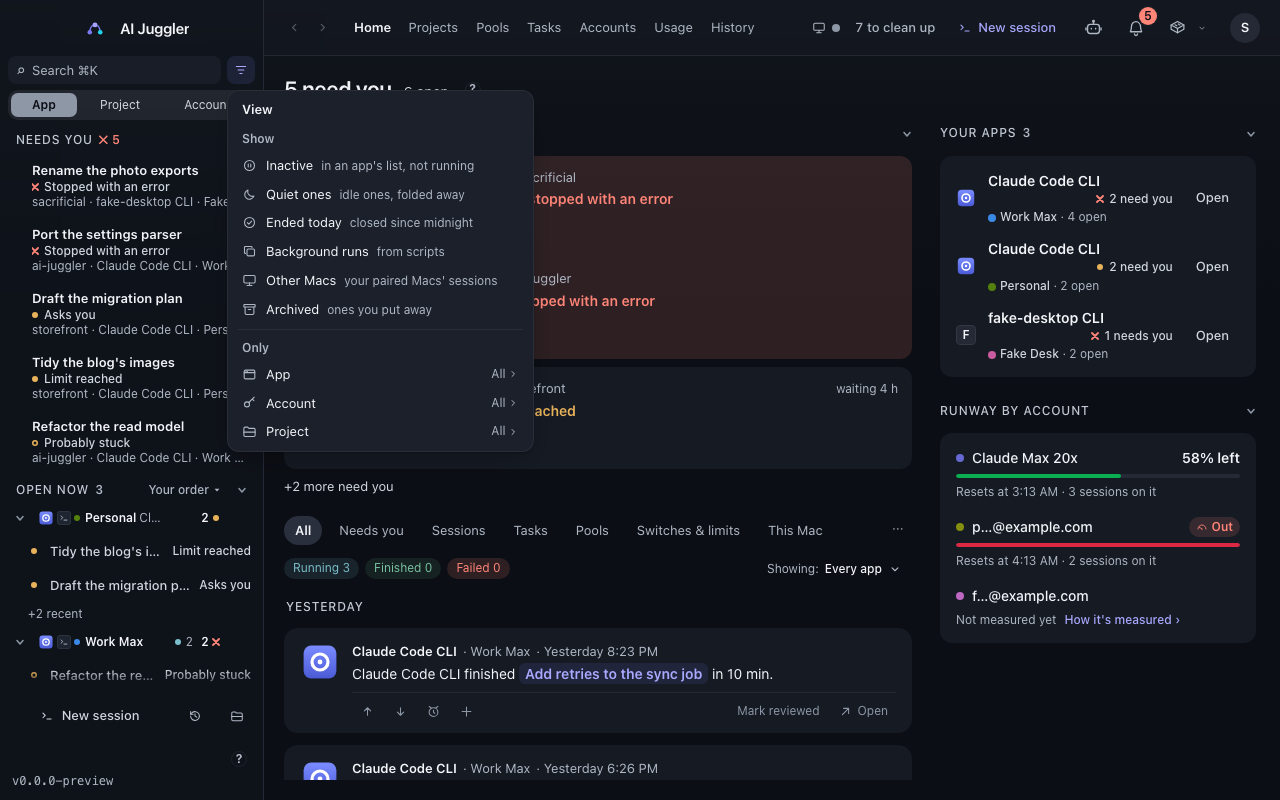 AI Juggler
Search ⌘K
App
Project
Accoun
NEEDS YOU 5
Rename the photo exports
Stopped with an error
sacrificial · fake-desktop CLI · Fake
Port the settings parser
Stopped with an error
ai-juggler · Claude Code CLI · Work
Draft the migration plan
Asks you
storefront · Claude Code CLI · Pers
Tidy the blog's images
Limit reached
storefront · Claude Code CLI · Pers
Refactor the read model
Probably stuck
ai-juggler · Claude Code CLI · Work ...
OPEN NOW 3
Your order
Personal Cl...
2
Tidy the blog's i...
Limit reached
Draft the migration p...
Asks you
+2 recent
Work Max
2
2
Refactor the re...
Probably stuck
New session
?
v0.0.0-preview
Home
Projects
Pools
Tasks
Accounts
Usage
History
7 to clean up
New session
5
S
5 need you
6 open
?
View
Show
Inactive in an app's list, not running
Quiet ones idle ones, folded away
Ended today closed since midnight
Background runs from scripts
Other Macs your paired Macs' sessions
Archived ones you put away
Only
App All ›
Account All ›
Project All ›
crificial
topped with an error
uggler
pped with an error
efront
waiting 4 h
ached
+2 more need you
All
Needs you
Sessions
Tasks
Pools
Switches & limits
This Mac
...
Running 3
Finished 0
Failed 0
Showing: Every app
YESTERDAY
Claude Code CLI · Work Max · Yesterday 8:23 PM
Claude Code CLI finished Add retries to the sync job in 10 min.
Mark reviewed
Open
Claude Code CLI · Work Max · Yesterday 6:26 PM
YOUR APPS 3
Claude Code CLI
2 need you
Open
Work Max · 4 open
Claude Code CLI
2 need you
Open
Personal · 2 open
F
fake-desktop CLI
1 needs you
Open
Fake Desk · 2 open
RUNWAY BY ACCOUNT
Claude Max 20x
58% left
Resets at 3:13 AM · 3 sessions on it
p...@example.com
Out
Resets at 4:13 AM · 2 sessions on it
f...@example.com
Not measured yet How it's measured ›